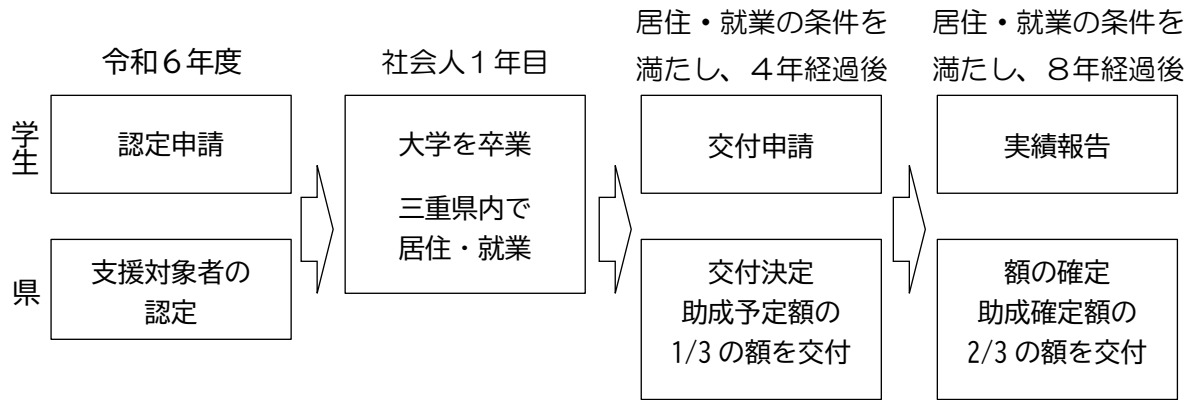 令和６年度
社会人１年目
居住・就業の条件を
満たし、４年経過後
居住・就業の条件を
満たし、８年経過後
学生
認定申請
大学を卒業
三重県内で
居住・就業
交付申請
実績報告
県
支援対象者の
認定
交付決定
助成予定額の
1/3 の額を交付
額の確定
助成確定額の
2/3 の額を交付